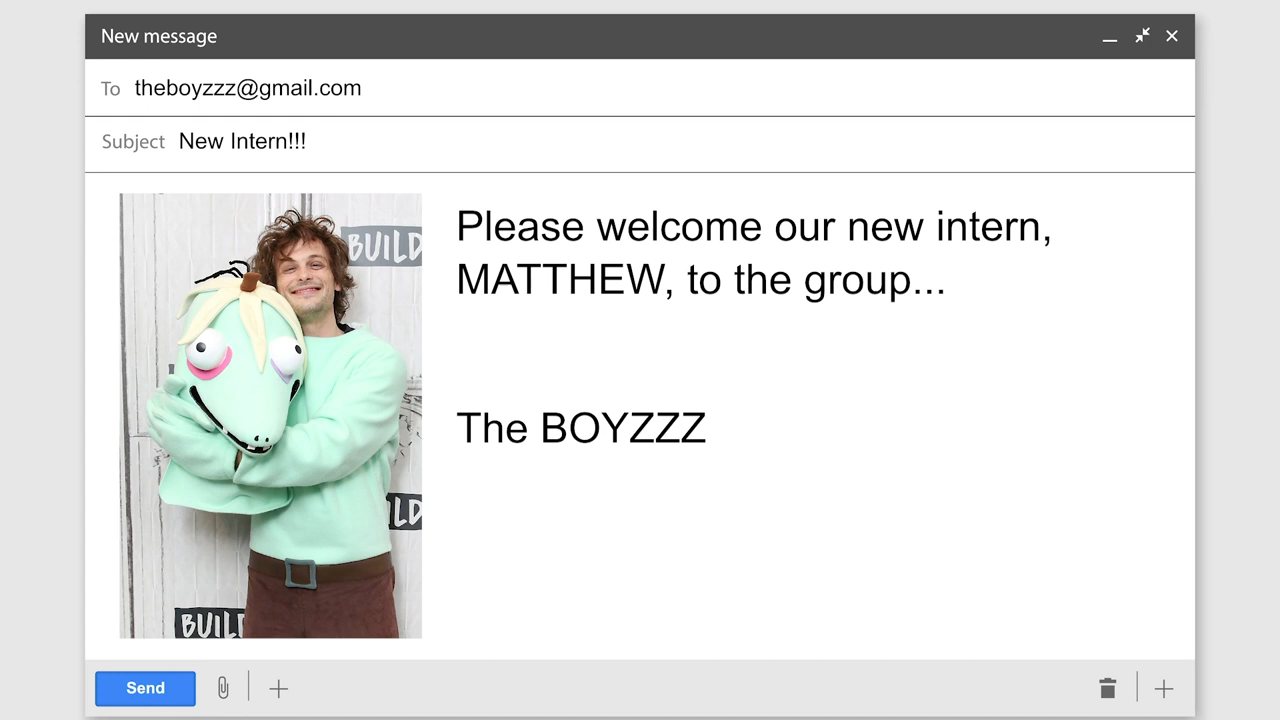 New message
To theboyzzz@gmail.com
Subject New Intern!!!
BUILD
Please welcome our new intern,
MATTHEW, to the group...
The BOYZZZ
ILD
BUILD
Send